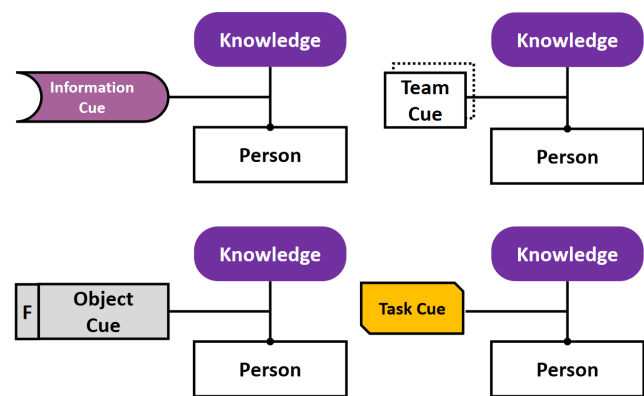 Knowledge
Information
Cue
Person
Knowledge
Team
Cue
Person
Knowledge
F
Object
Cue
Person
Knowledge
Task Cue
Person